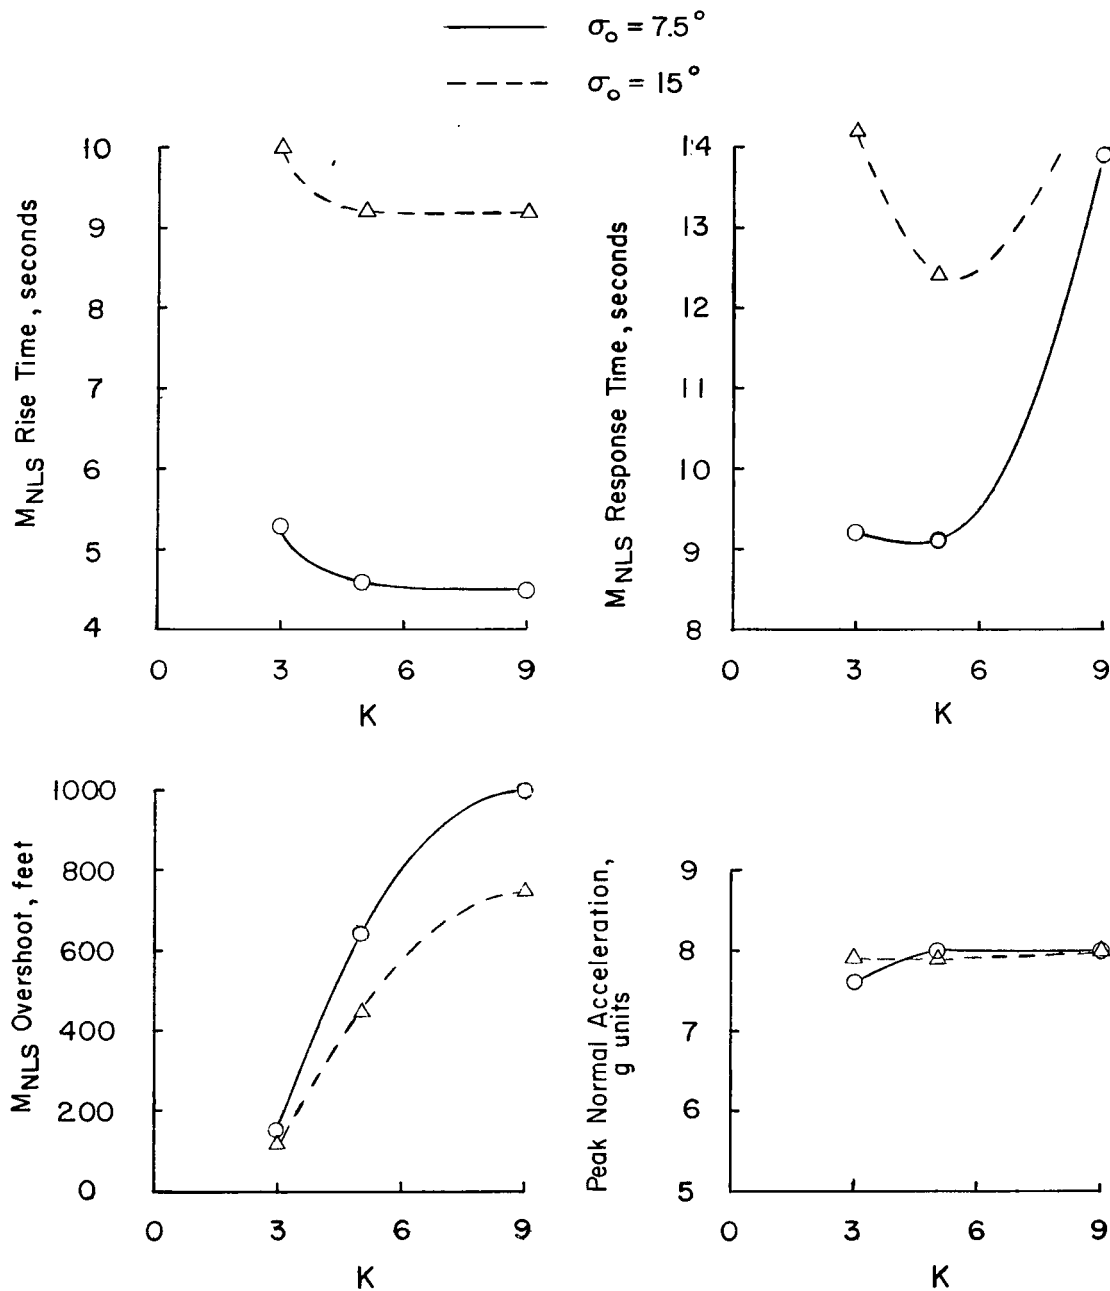 σo = 7.5°
σo = 15°
MNLS Rise Time, seconds
10
9
8
7
6
5
4
0 3 6 9
K
MNLS Response Time, seconds
14
13
12
11
10
9
8
0 3 6 9
K
MNLS Overshoot, feet
1000
800
600
400
200
0
0 3 6 9
K
Peak Normal Acceleration,
g units
9
8
7
6
5
0 3 6 9
K